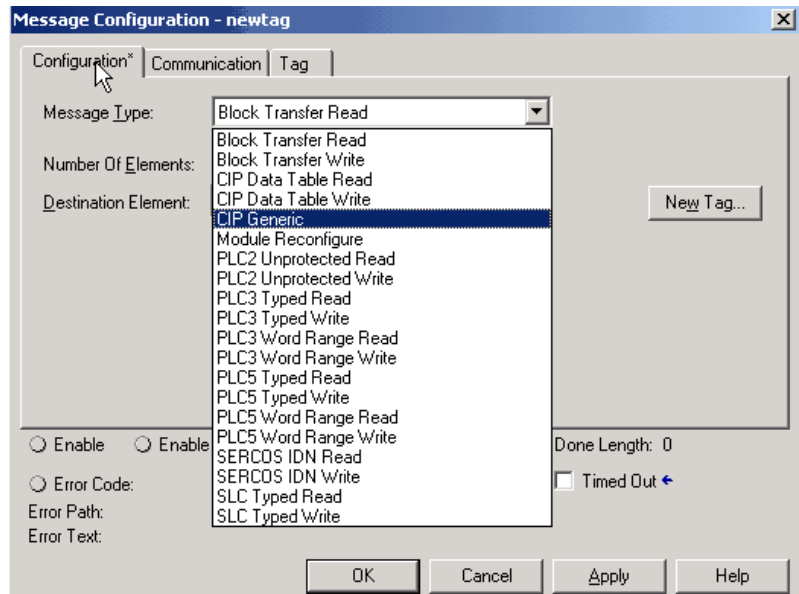 Message Configuration - newtag
Configuration* Communication Tag
Message Type: Block Transfer Read
Block Transfer Read
Block Transfer Write
CIP Data Table Read
CIP Data Table Write
CIP Generic
Module Reconfigure
PLC2 Unprotected Read
PLC2 Unprotected Write
PLC3 Typed Read
PLC3 Typed Write
PLC3 Word Range Read
PLC3 Word Range Write
PLC5 Typed Read
PLC5 Typed Write
PLC5 Word Range Read
PLC5 Word Range Write
SERCOS IDN Read
SERCOS IDN Write
SLC Typed Read
SLC Typed Write
Number Of Elements:
Destination Element:
New Tag...
Enable Enable Done Length: 0
Error Code: Timed Out ←
Error Path:
Error Text:
OK Cancel Apply Help